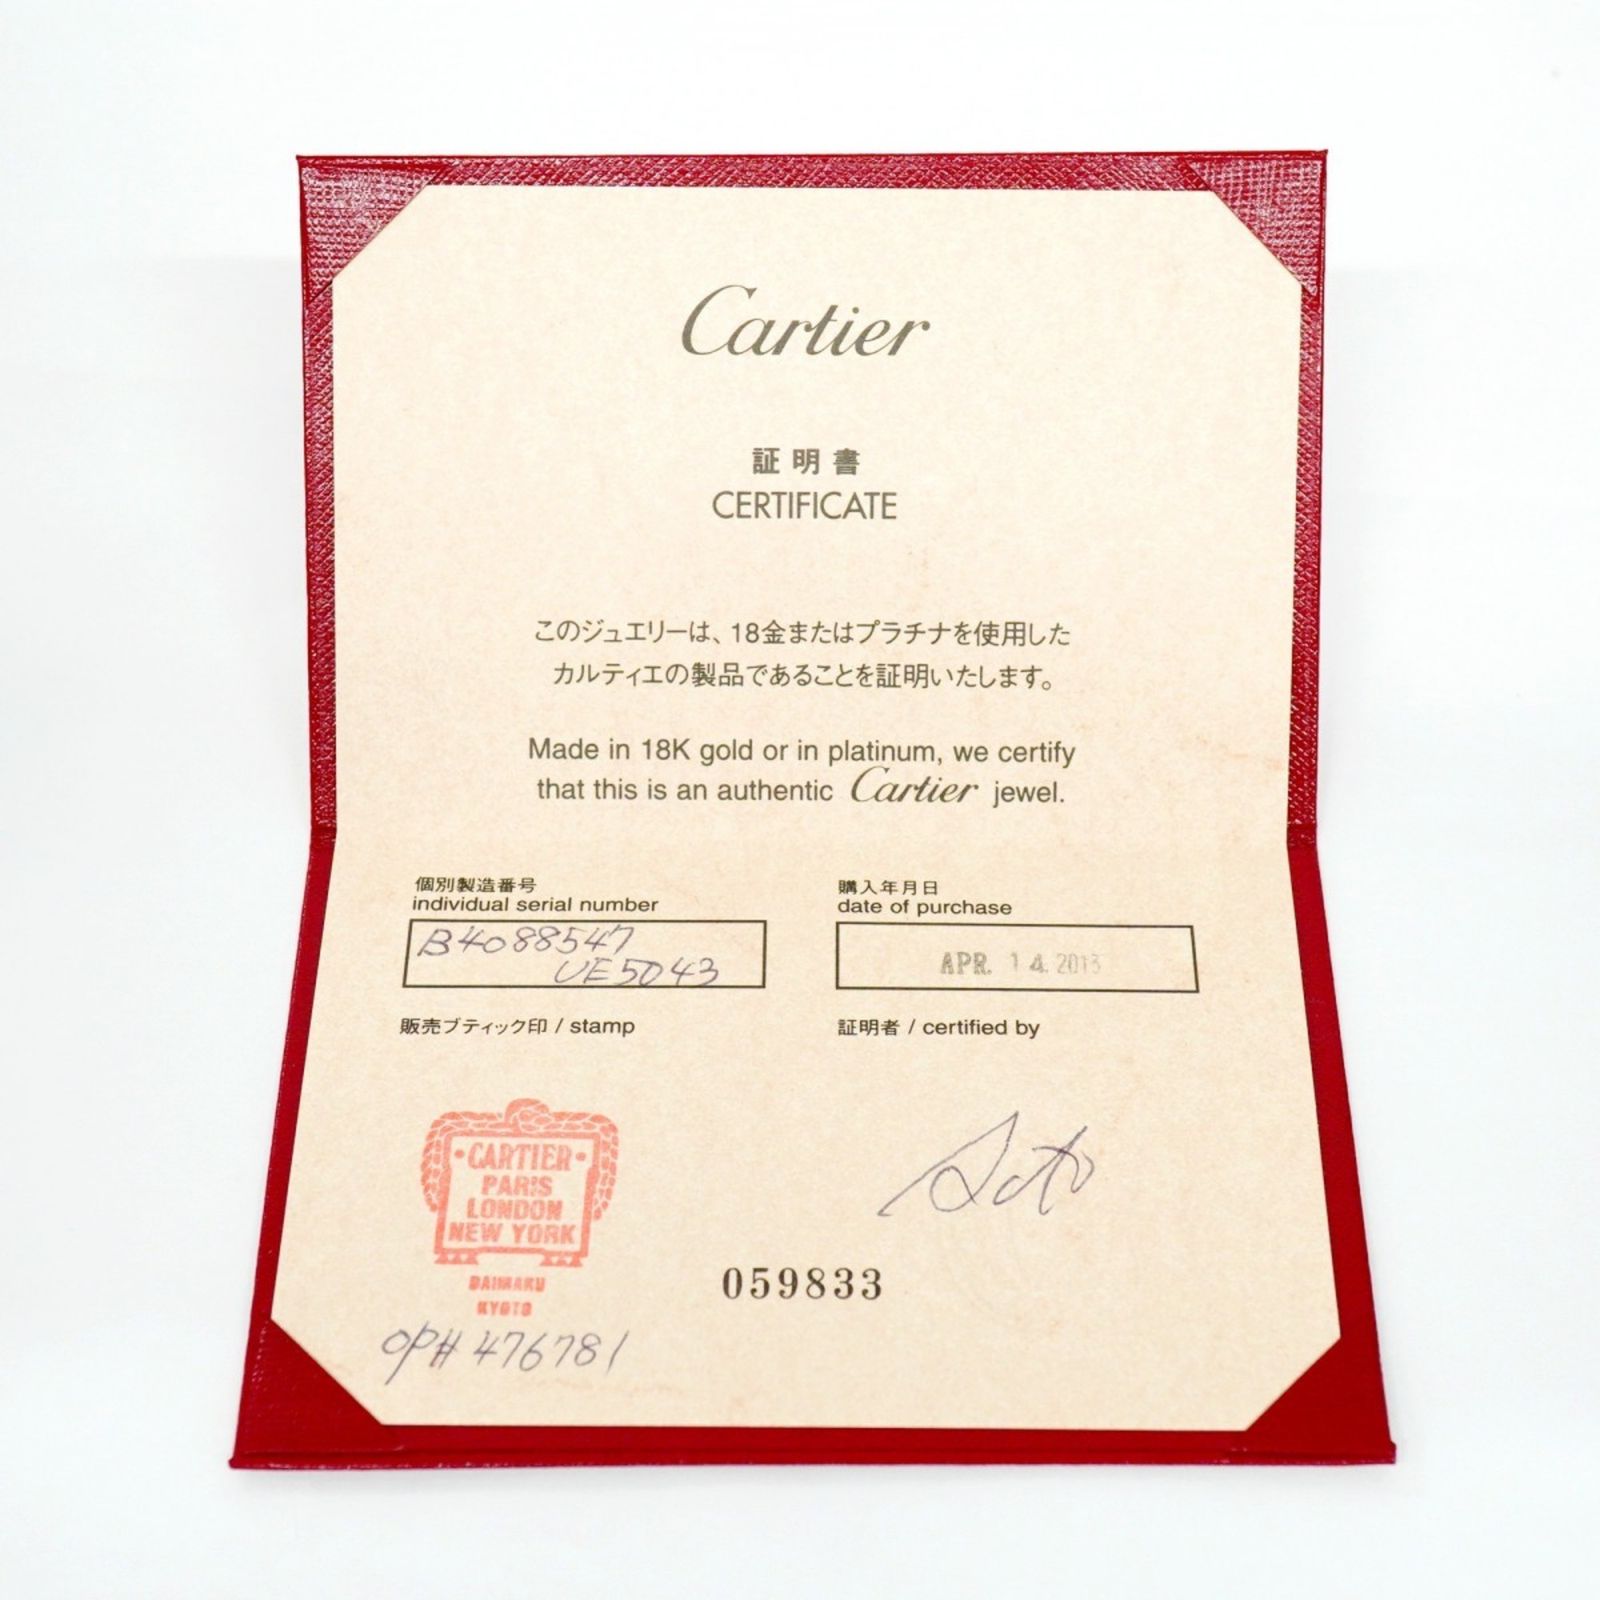 Cartier
証明書
CERTIFICATE
このジュエリーは、18金またはプラチナを使用した
カルティエの製品であることを証明いたします。
Made in 18K gold or in platinum, we certify
that this is an authentic Cartier jewel.
個別製造番号
individual serial number
B4088547
UE5043
購入年月日
date of purchase
APR. 14. 2013
販売ブティック印 / stamp
証明者 / certified by
・CARTIER・
PARIS
LONDON
NEW YORK
DAIMARU
KYOTO
OP# 476781
Sato
059833